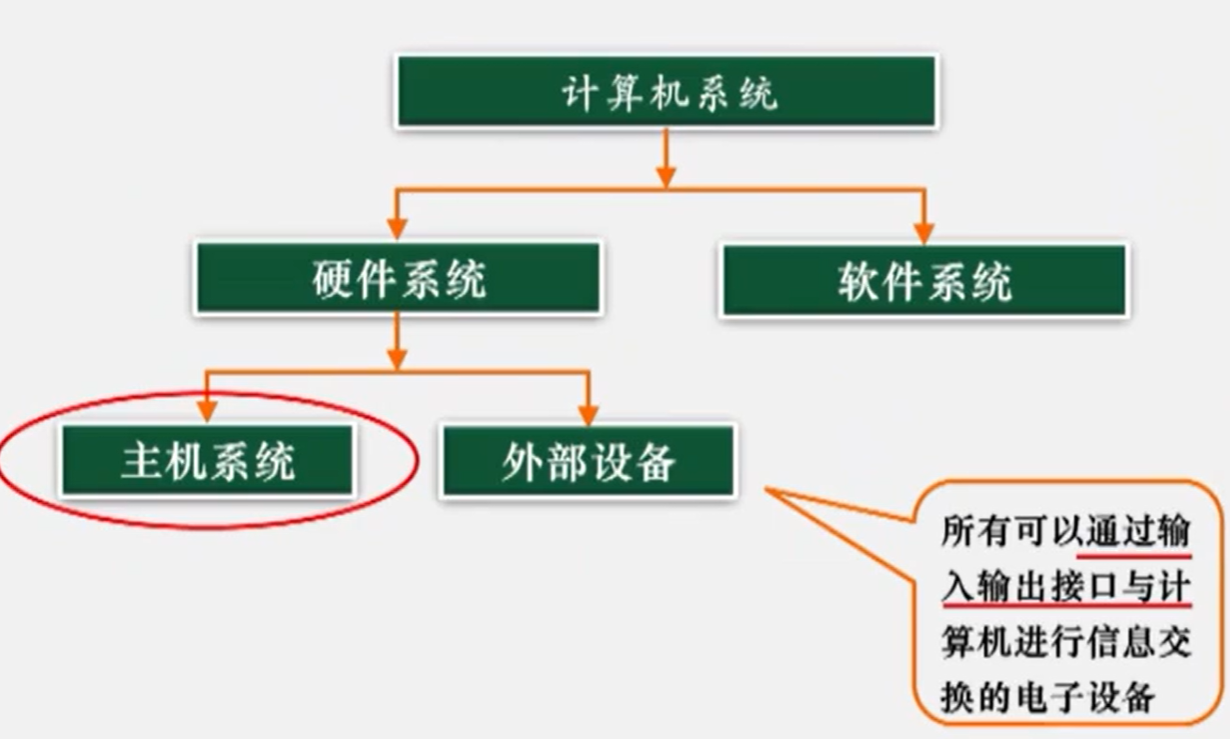 计算机系统
硬件系统
软件系统
主机系统
外部设备
所有可以通过输
入输出接口与计
算机进行信息交
换的电子设备